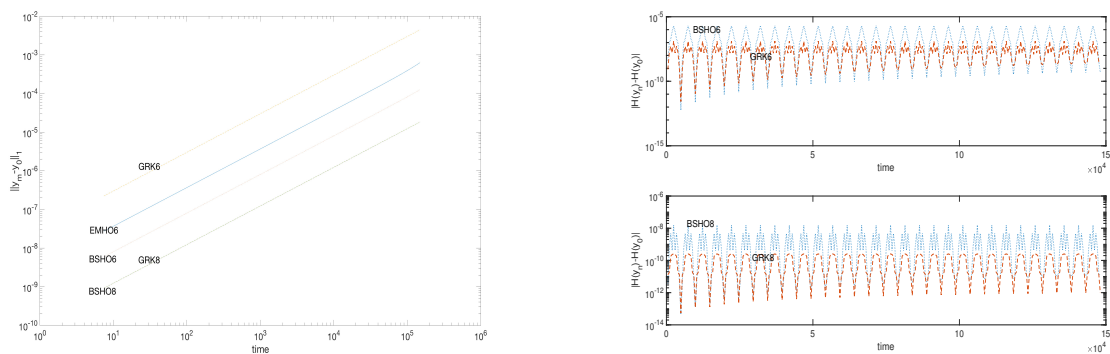 10^-2
10^-3
10^-4
10^-5
10^-6
10^-7
10^-8
10^-9
10^-10
||y_m-y_0||_1
GRK6
EMHO6
BSHO6
GRK8
BSHO8
10^0 10^1 10^2 10^3 10^4 10^5 10^6
time
10^-5
10^-10
10^-15
|H(y_n)-H(y_0)|
BSHO6
GRK6
0 5 10 15
time
×10^4
10^-6
10^-8
10^-10
10^-12
10^-14
|H(y_n)-H(y_0)|
BSHO8
GRK8
0 5 10 15
time
×10^4